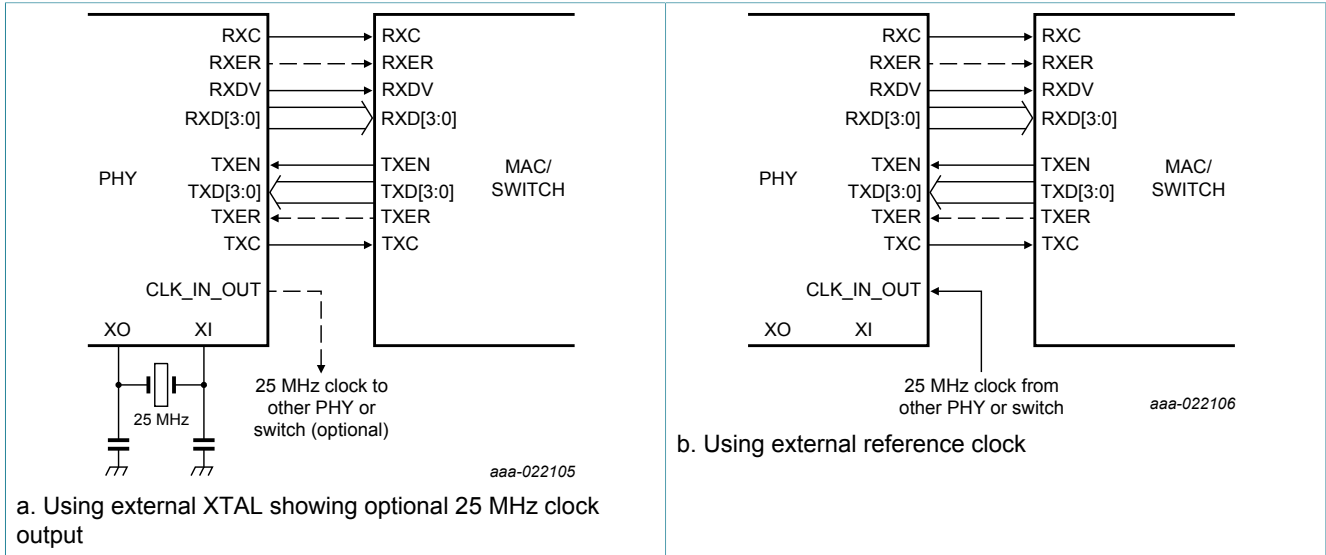 RXC
RXC
RXER
RXER
RXDV
RXDV
RXD[3:0]
RXD[3:0]
TXEN
TXEN
PHY
MAC/
SWITCH
TXD[3:0]
TXD[3:0]
TXER
TXER
TXC
TXC
CLK_IN_OUT
XO
XI
25 MHz
25 MHz clock to
other PHY or
switch (optional)
aaa-022105
a. Using external XTAL showing optional 25 MHz clock
output
RXC
RXC
RXER
RXER
RXDV
RXDV
RXD[3:0]
RXD[3:0]
TXEN
TXEN
PHY
MAC/
SWITCH
TXD[3:0]
TXD[3:0]
TXER
TXER
TXC
TXC
CLK_IN_OUT
XO
XI
25 MHz clock from
other PHY or switch
aaa-022106
b. Using external reference clock